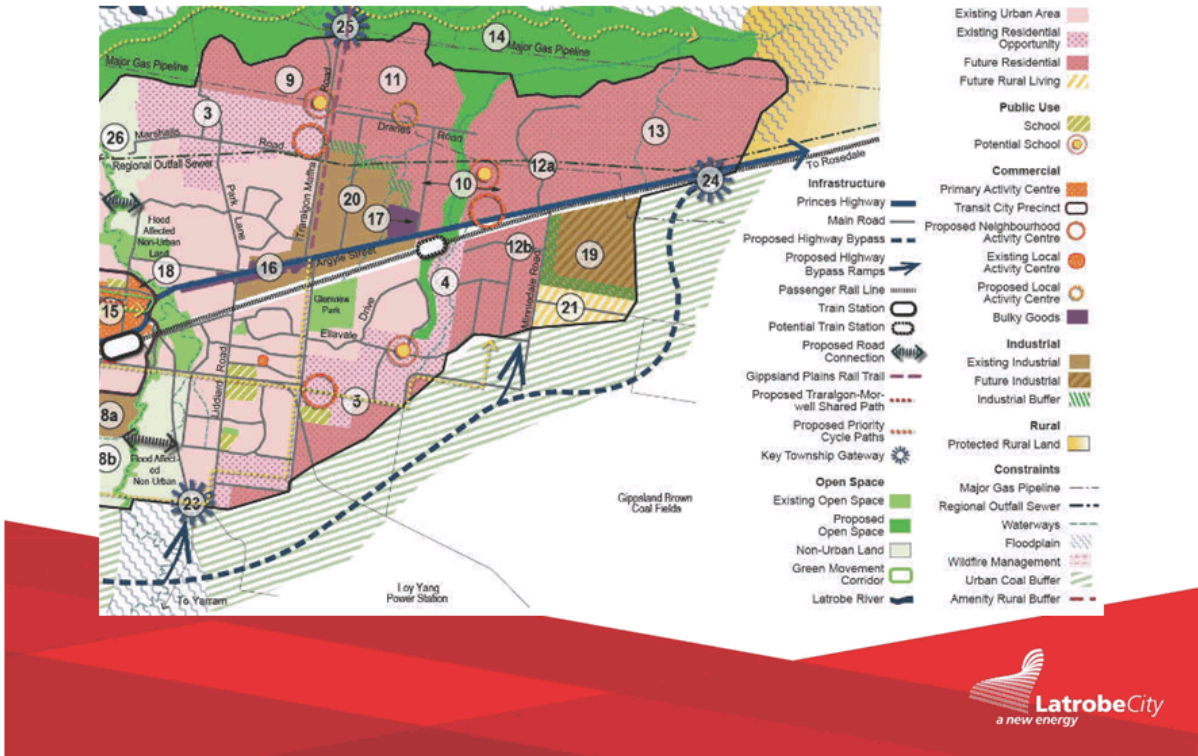 25
14
Major Gas Pipeline
Major Gas Pipeline
9
Road
11
3
Dranes Road
13
26
Marshalls
Road
Regional Outfall Sewer
12a
To Rosedale
24
10
20
Traralgon Maffra
Park Lane
17
Flood
Affected
Non-Urban
Land
18
16
Argyle Street
12b
Minniedale Road
19
4
15
Glenview
Park
Drive
21
Ellavale
Liddiard Road
3
8a
8b
Flood Affect-
ed
Non Urban
23
Gippsland Brown
Coal Fields
Loy Yang
Power Station
To Yarram
Infrastructure
Princes Highway
Main Road
Proposed Highway Bypass
Proposed Highway
Bypass Ramps
Passenger Rail Line
Train Station
Potential Train Station
Proposed Road
Connection
Gippsland Plains Rail Trail
Proposed Traralgon-Mor-
well Shared Path
Proposed Priority
Cycle Paths
Key Township Gateway
Open Space
Existing Open Space
Proposed
Open Space
Non-Urban Land
Green Movement
Corridor
Latrobe River
Existing Urban Area
Existing Residential
Opportunity
Future Residential
Future Rural Living
Public Use
School
Potential School
Commercial
Primary Activity Centre
Transit City Precinct
Proposed Neighbourhood
Activity Centre
Existing Local
Activity Centre
Proposed Local
Activity Centre
Bulky Goods
Industrial
Existing Industrial
Future Industrial
Industrial Buffer
Rural
Protected Rural Land
Constraints
Major Gas Pipeline
Regional Outfall Sewer
Waterways
Floodplain
Wildfire Management
Urban Coal Buffer
Amenity Rural Buffer
LatrobeCity
a new energy